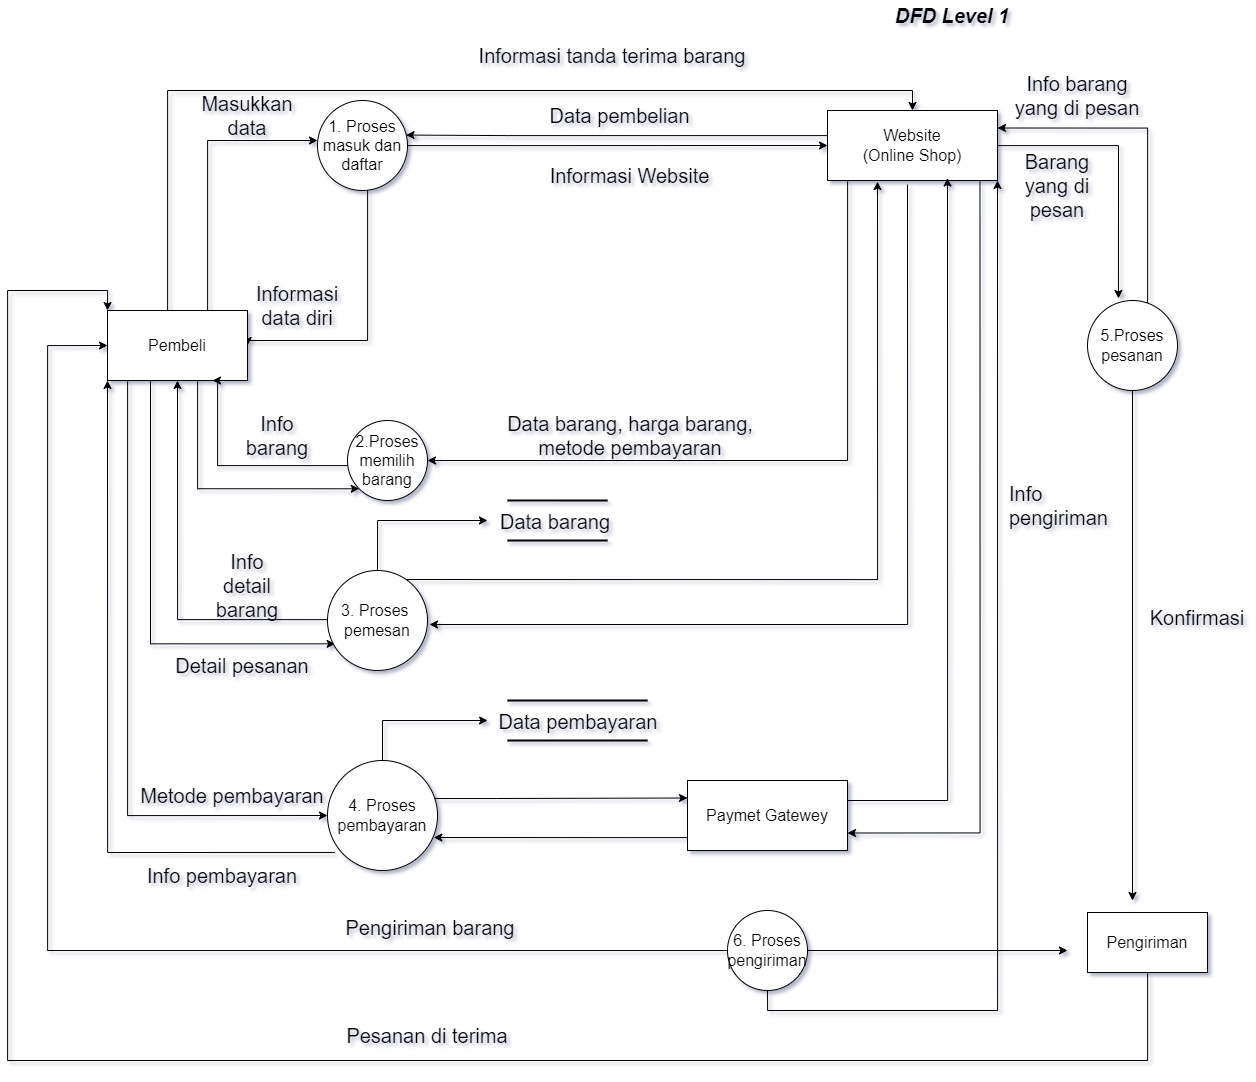 DFD Level 1
Informasi tanda terima barang
Info barang
yang di pesan
Masukkan
data
1. Proses
masuk dan
daftar
Data pembelian
Website
(Online Shop)
Informasi Website
Barang
yang di
pesan
Informasi
data diri
Pembeli
5.Proses
pesanan
Info
barang
2.Proses
memilih
barang
Data barang, harga barang,
metode pembayaran
Info
pengiriman
Data barang
Info
detail
barang
3. Proses
pemesan
Konfirmasi
Detail pesanan
Data pembayaran
Metode pembayaran
4. Proses
pembayaran
Paymet Gatewey
Info pembayaran
Pengiriman barang
6. Proses
pengiriman
Pengiriman
Pesanan di terima